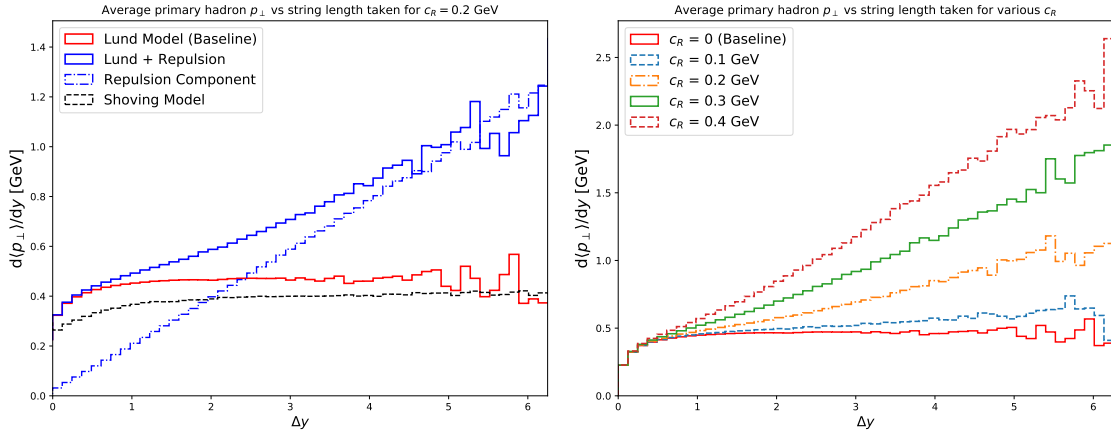 Average primary hadron p⊥ vs string length taken for c_R = 0.2 GeV
d⟨p⊥⟩/dy [GeV]
1.4
1.2
1.0
0.8
0.6
0.4
0.2
0.0
Lund Model (Baseline)
Lund + Repulsion
Repulsion Component
Shoving Model
0 1 2 3 4 5 6
Δy
Average primary hadron p⊥ vs string length taken for various c_R
d⟨p⊥⟩/dy [GeV]
2.5
2.0
1.5
1.0
0.5
0.0
c_R = 0 (Baseline)
c_R = 0.1 GeV
c_R = 0.2 GeV
c_R = 0.3 GeV
c_R = 0.4 GeV
0 1 2 3 4 5 6
Δy